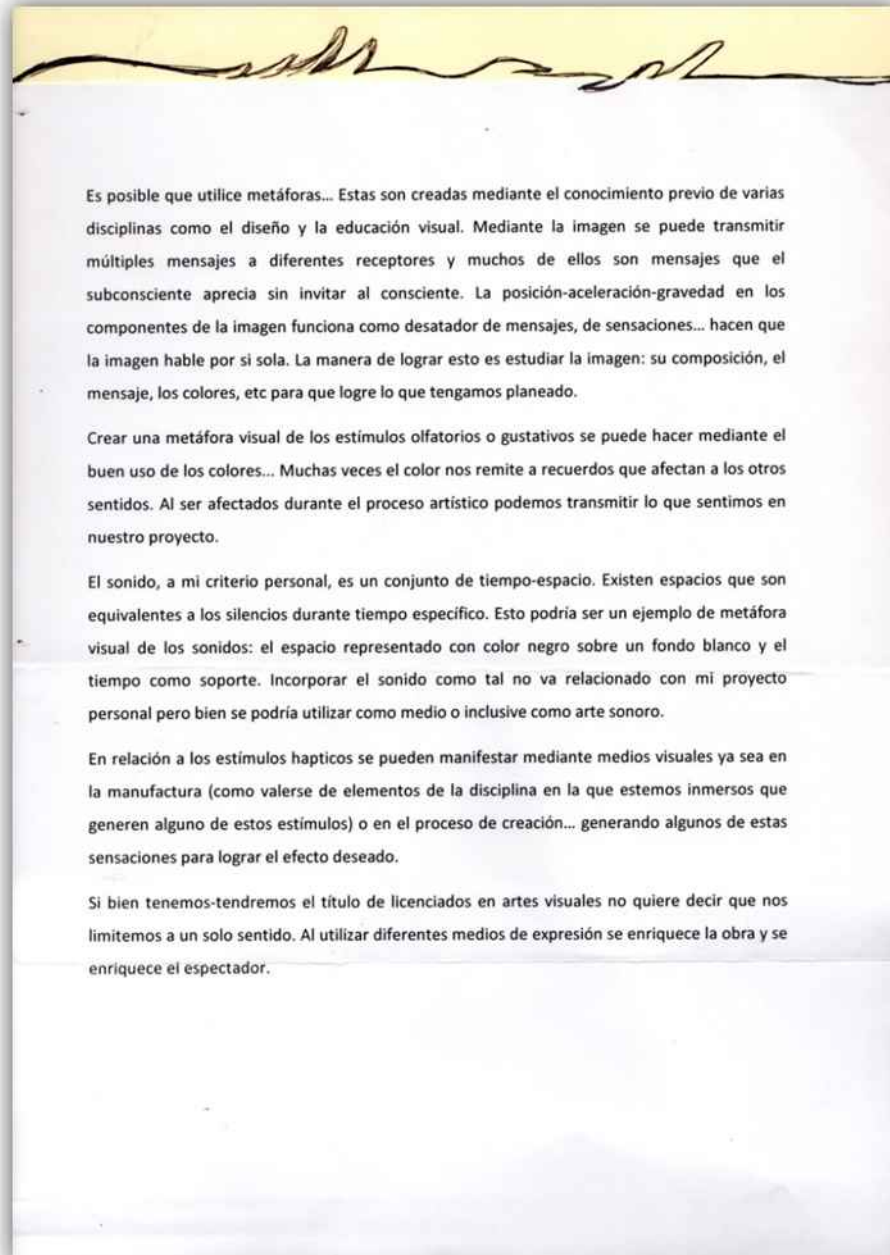 Es posible que utilice metáforas... Estas son creadas mediante el conocimiento previo de varias
disciplinas como el diseño y la educación visual. Mediante la imagen se puede transmitir
múltiples mensajes a diferentes receptores y muchos de ellos son mensajes que el
subconsciente aprecia sin invitar al consciente. La posición-aceleración-gravedad en los
componentes de la imagen funciona como desatador de mensajes, de sensaciones... hacen que
la imagen hable por si sola. La manera de lograr esto es estudiar la imagen: su composición, el
mensaje, los colores, etc para que logre lo que tengamos planeado.
Crear una metáfora visual de los estímulos olfatorios o gustativos se puede hacer mediante el
buen uso de los colores... Muchas veces el color nos remite a recuerdos que afectan a los otros
sentidos. Al ser afectados durante el proceso artístico podemos transmitir lo que sentimos en
nuestro proyecto.
El sonido, a mi criterio personal, es un conjunto de tiempo-espacio. Existen espacios que son
equivalentes a los silencios durante tiempo específico. Esto podría ser un ejemplo de metáfora
visual de los sonidos: el espacio representado con color negro sobre un fondo blanco y el
tiempo como soporte. Incorporar el sonido como tal no va relacionado con mi proyecto
personal pero bien se podría utilizar como medio o inclusive como arte sonoro.
En relación a los estímulos hapticos se pueden manifestar mediante medios visuales ya sea en
la manufactura (como valerse de elementos de la disciplina en la que estemos inmersos que
generen alguno de estos estímulos) o en el proceso de creación... generando algunos de estas
sensaciones para lograr el efecto deseado.
Si bien tenemos-tendremos el título de licenciados en artes visuales no quiere decir que nos
limitemos a un solo sentido. Al utilizar diferentes medios de expresión se enriquece la obra y se
enriquece el espectador.